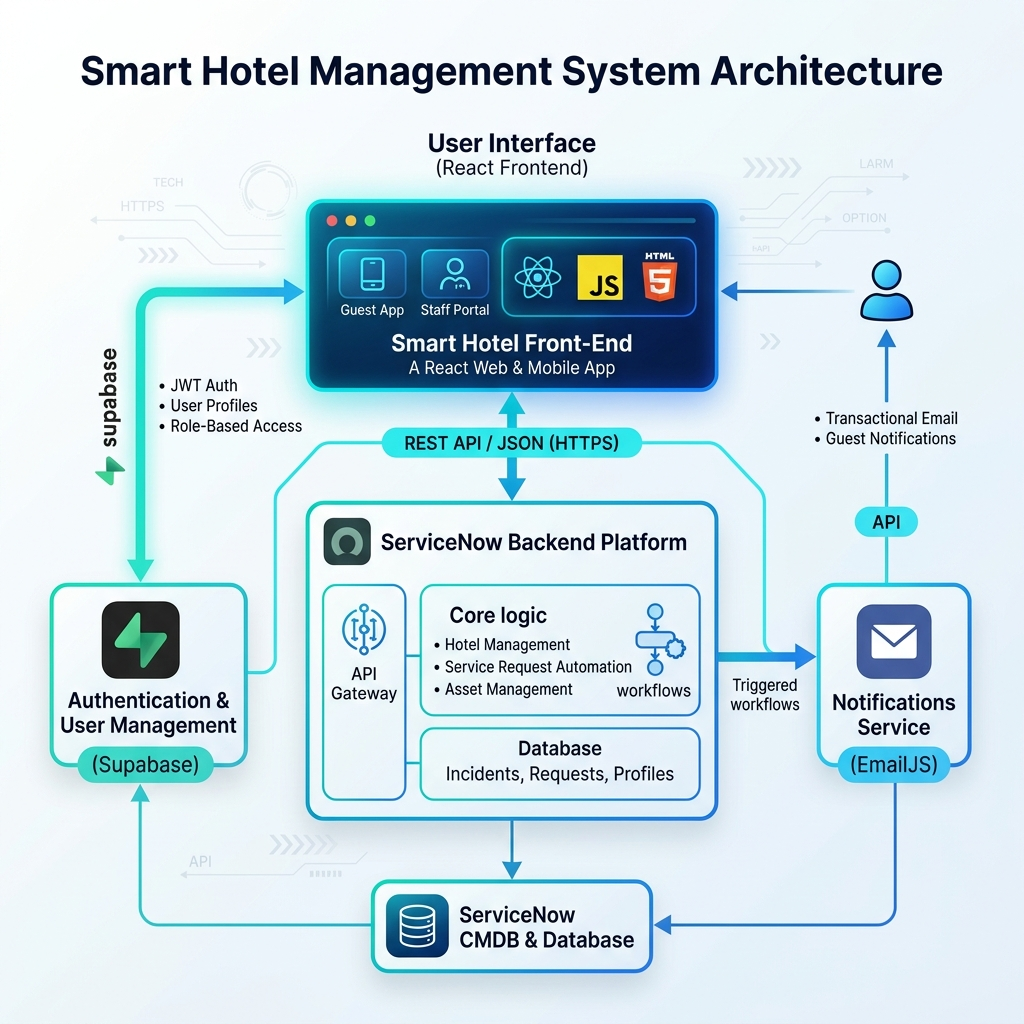 Smart Hotel Management System Architecture
User Interface
(React Frontend)
TECH
HTTPS
LARM
OPTION
+API
Guest App
Staff Portal
JS
HTML
5
Smart Hotel Front-End
A React Web & Mobile App
supabase
• JWT Auth
• User Profiles
• Role-Based Access
REST API / JSON (HTTPS)
• Transactional Email
• Guest Notifications
API
ServiceNow Backend Platform
API
Gateway
Core logic
• Hotel Management
• Service Request Automation
• Asset Management
workflows
Database
Incidents, Requests, Profiles
Triggered
workflows
Authentication &
User Management
(Supabase)
Notifications
Service
(EmailJS)
API
ServiceNow
CMDB & Database